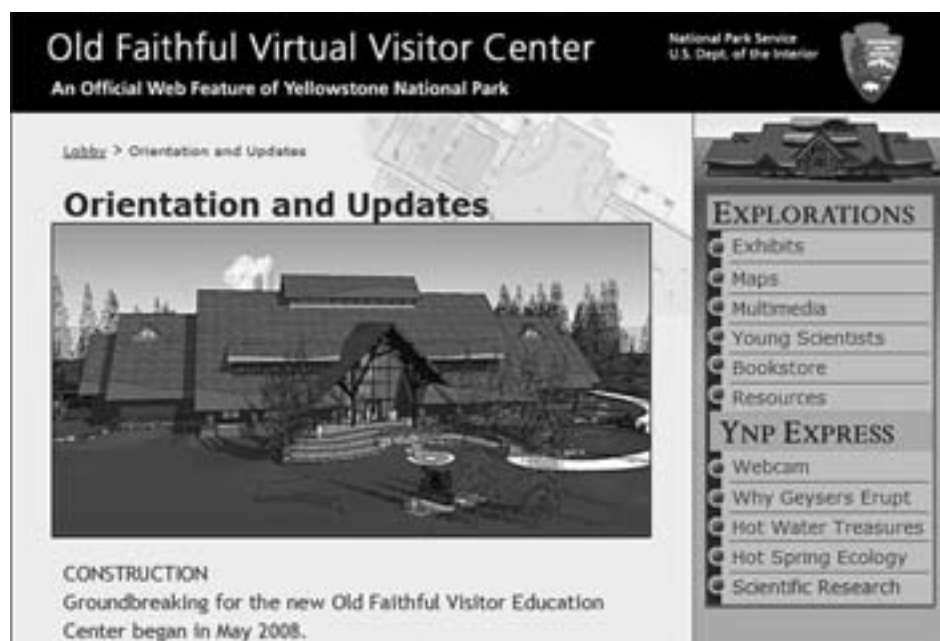 Old Faithful Virtual Visitor Center
An Official Web Feature of Yellowstone National Park
National Park Service
U.S. Dept. of the Interior
Lobby > Orientation and Updates
Orientation and Updates
CONSTRUCTION
Groundbreaking for the new Old Faithful Visitor Education
Center began in May 2008.
EXPLORATIONS
Exhibits
Maps
Multimedia
Young Scientists
Bookstore
Resources
YNP EXPRESS
Webcam
Why Geysers Erupt
Hot Water Treasures
Hot Spring Ecology
Scientific Research